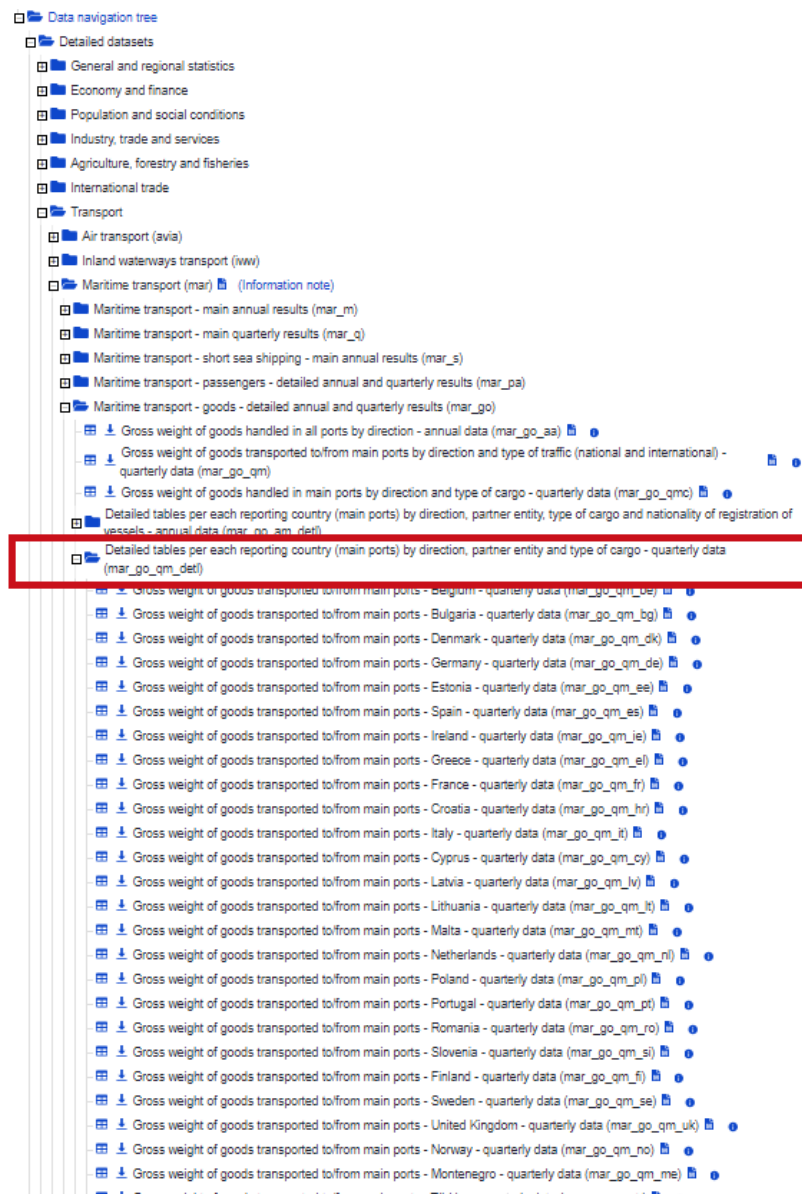 Data navigation tree
Detailed datasets
General and regional statistics
Economy and finance
Population and social conditions
Industry, trade and services
Agriculture, forestry and fisheries
International trade
Transport
Air transport (avia)
Inland waterways transport (iww)
Maritime transport (mar) (Information note)
Maritime transport - main annual results (mar_m)
Maritime transport - main quarterly results (mar_q)
Maritime transport - short sea shipping - main annual results (mar_s)
Maritime transport - passengers - detailed annual and quarterly results (mar_pa)
Maritime transport - goods - detailed annual and quarterly results (mar_go)
Gross weight of goods handled in all ports by direction - annual data (mar_go_aa)
Gross weight of goods transported to/from main ports by direction and type of traffic (national and international) -
quarterly data (mar_go_qm)
Gross weight of goods handled in main ports by direction and type of cargo - quarterly data (mar_go_qmc)
Detailed tables per each reporting country (main ports) by direction, partner entity, type of cargo and nationality of registration of
vessels - annual data (mar_go_am_detl)
Detailed tables per each reporting country (main ports) by direction, partner entity and type of cargo - quarterly data
(mar_go_qm_detl)
Gross weight of goods transported to/from main ports - Belgium - quarterly data (mar_go_qm_be)
Gross weight of goods transported to/from main ports - Bulgaria - quarterly data (mar_go_qm_bg)
Gross weight of goods transported to/from main ports - Denmark - quarterly data (mar_go_qm_dk)
Gross weight of goods transported to/from main ports - Germany - quarterly data (mar_go_qm_de)
Gross weight of goods transported to/from main ports - Estonia - quarterly data (mar_go_qm_ee)
Gross weight of goods transported to/from main ports - Spain - quarterly data (mar_go_qm_es)
Gross weight of goods transported to/from main ports - Ireland - quarterly data (mar_go_qm_ie)
Gross weight of goods transported to/from main ports - Greece - quarterly data (mar_go_qm_el)
Gross weight of goods transported to/from main ports - France - quarterly data (mar_go_qm_fr)
Gross weight of goods transported to/from main ports - Croatia - quarterly data (mar_go_qm_hr)
Gross weight of goods transported to/from main ports - Italy - quarterly data (mar_go_qm_it)
Gross weight of goods transported to/from main ports - Cyprus - quarterly data (mar_go_qm_cy)
Gross weight of goods transported to/from main ports - Latvia - quarterly data (mar_go_qm_lv)
Gross weight of goods transported to/from main ports - Lithuania - quarterly data (mar_go_qm_lt)
Gross weight of goods transported to/from main ports - Malta - quarterly data (mar_go_qm_mt)
Gross weight of goods transported to/from main ports - Netherlands - quarterly data (mar_go_qm_nl)
Gross weight of goods transported to/from main ports - Poland - quarterly data (mar_go_qm_pl)
Gross weight of goods transported to/from main ports - Portugal - quarterly data (mar_go_qm_pt)
Gross weight of goods transported to/from main ports - Romania - quarterly data (mar_go_qm_ro)
Gross weight of goods transported to/from main ports - Slovenia - quarterly data (mar_go_qm_si)
Gross weight of goods transported to/from main ports - Finland - quarterly data (mar_go_qm_fi)
Gross weight of goods transported to/from main ports - Sweden - quarterly data (mar_go_qm_se)
Gross weight of goods transported to/from main ports - United Kingdom - quarterly data (mar_go_qm_uk)
Gross weight of goods transported to/from main ports - Norway - quarterly data (mar_go_qm_no)
Gross weight of goods transported to/from main ports - Montenegro - quarterly data (mar_go_qm_me)